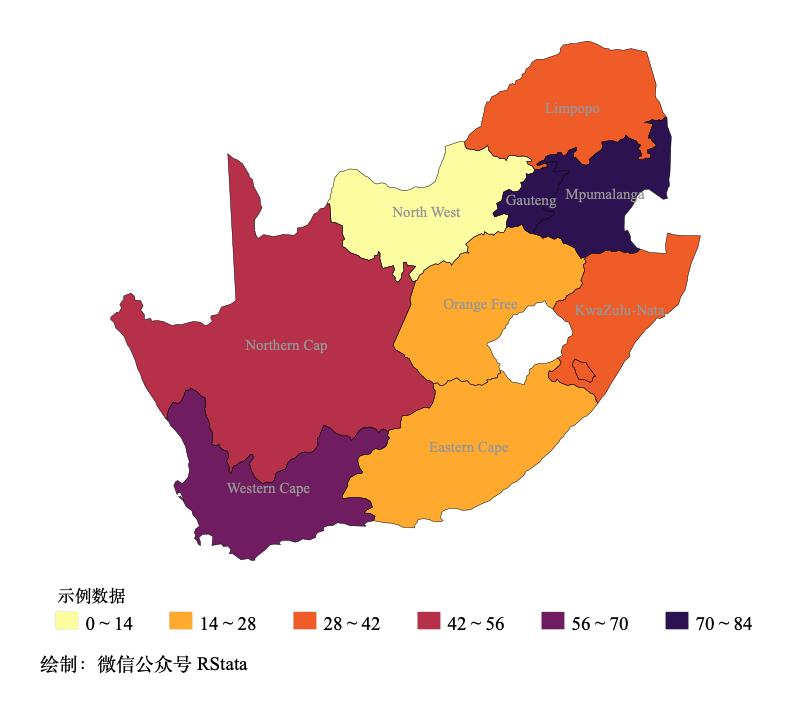 Limpopo
Mpumalanga
Gauteng
North West
Orange Free
KwaZulu-Nata
Northern Cap
Eastern Cape
Western Cape
示例数据
0 ~ 14 14 ~ 28 28 ~ 42 42 ~ 56 56 ~ 70 70 ~ 84
绘制：微信公众号 RStata